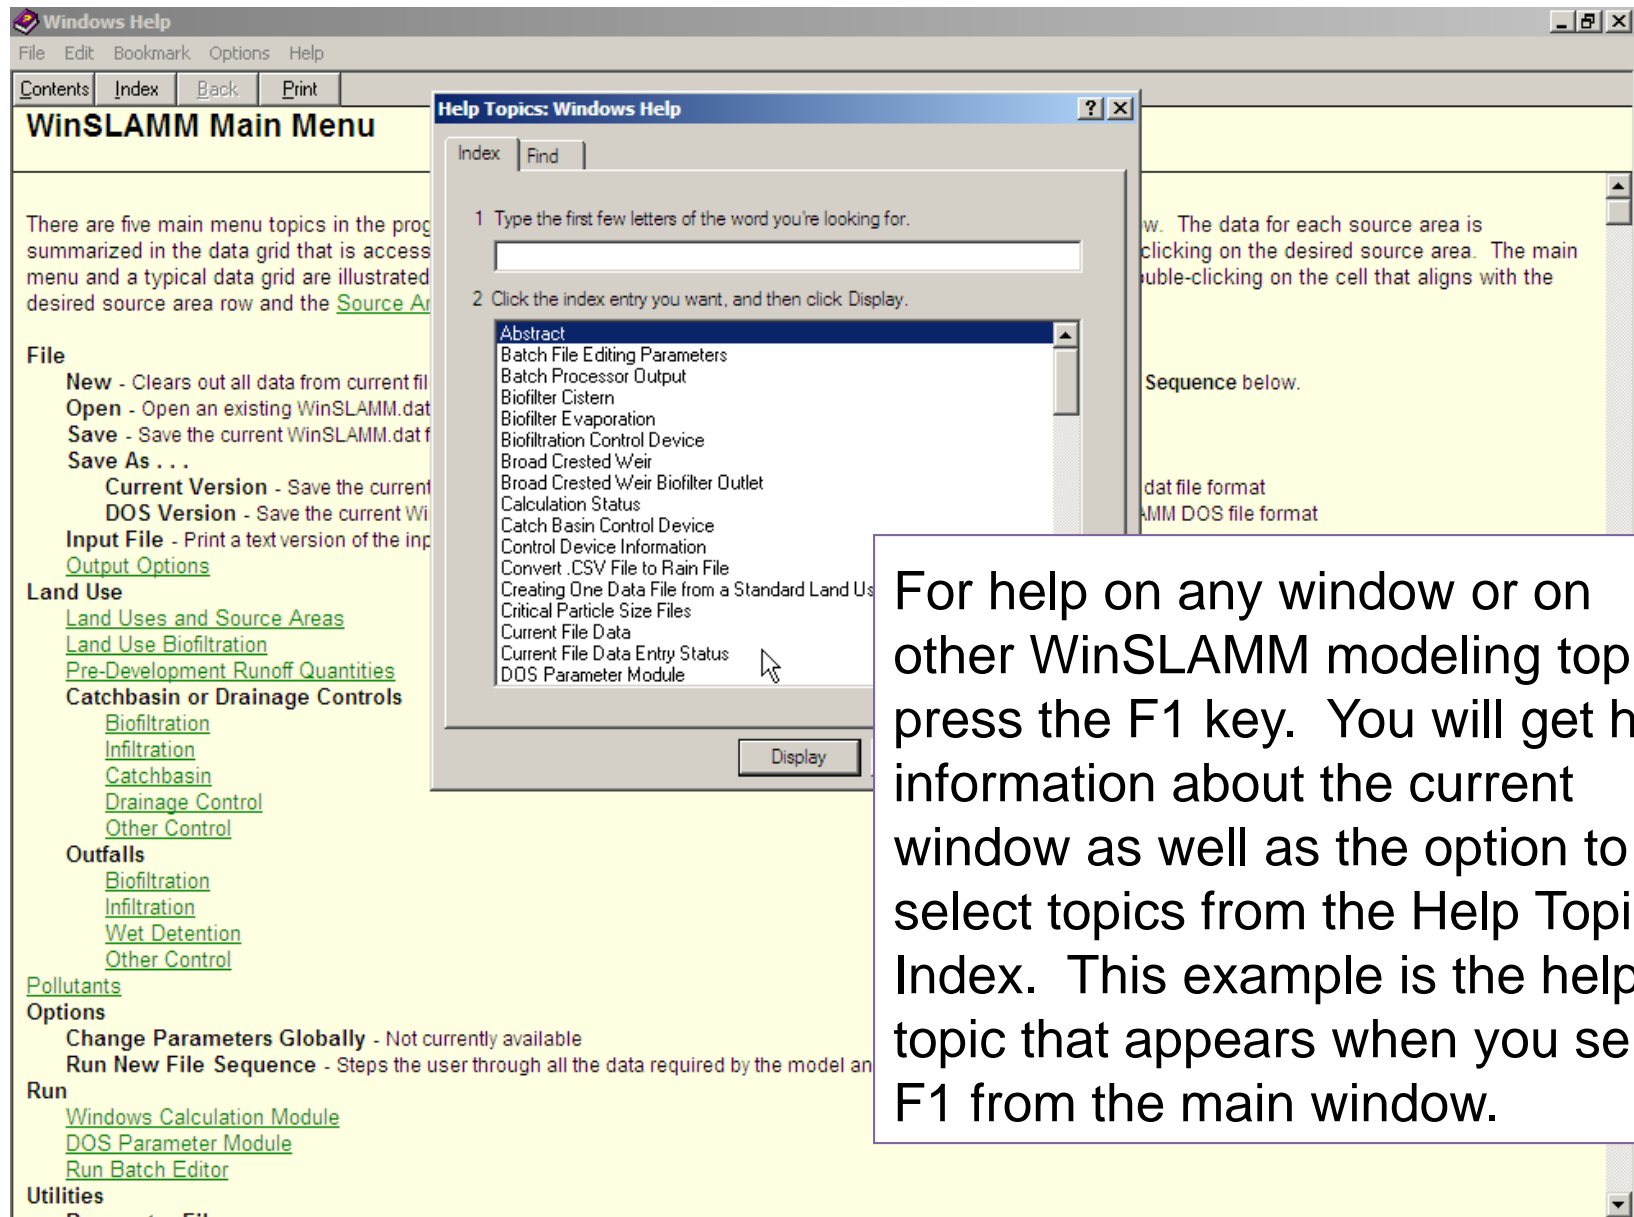 Windows Help
File Edit Bookmark Options Help
Contents Index Back Print
WinSLAMM Main Menu
There are five main menu topics in the
w. The data for each source area is
summarized in the data grid that is
clicking on the desired source area. The main
menu and a typical data grid are illustrated
double-clicking on the cell that aligns with the
desired source area row and the Source
File
New - Clears out all data from current
Sequence below.
Open - Open an existing WinSLAMM.dat
Save - Save the current WinSLAMM.dat
Save As . . .
Current Version - Save the current
dat file format
DOS Version - Save the current
DOS file format
Input File - Print a text version of the
Output Options
Land Use
Land Uses and Source Areas
Land Use Biofiltration
Pre-Development Runoff Quantities
Catchbasin or Drainage Controls
Biofiltration
Infiltration
Catchbasin
Drainage Control
Other Control
Outfalls
Biofiltration
Infiltration
Wet Detention
Other Control
Pollutants
Options
Change Parameters Globally - Not currently available
Run New File Sequence - Steps the user through all the data required by the model
Run
Windows Calculation Module
DOS Parameter Module
Run Batch Editor
Utilities
Help Topics: Windows Help
Index Find
1 Type the first few letters of the word you're looking for.
2 Click the index entry you want, and then click Display.
Abstract
Batch File Editing Parameters
Batch Processor Output
Biofilter Cistern
Biofilter Evaporation
Biofiltration Control Device
Broad Crested Weir
Broad Crested Weir Biofilter Outlet
Calculation Status
Catch Basin Control Device
Control Device Information
Convert .CSV File to Rain File
Creating One Data File from a Standard Land
Critical Particle Size Files
Current File Data
Current File Data Entry Status
DOS Parameter Module
Display
For help on any window or on
other WinSLAMM modeling
press the F1 key. You will get
information about the current
window as well as the option to
select topics from the Help
Index. This example is the help
topic that appears when you
F1 from the main window.